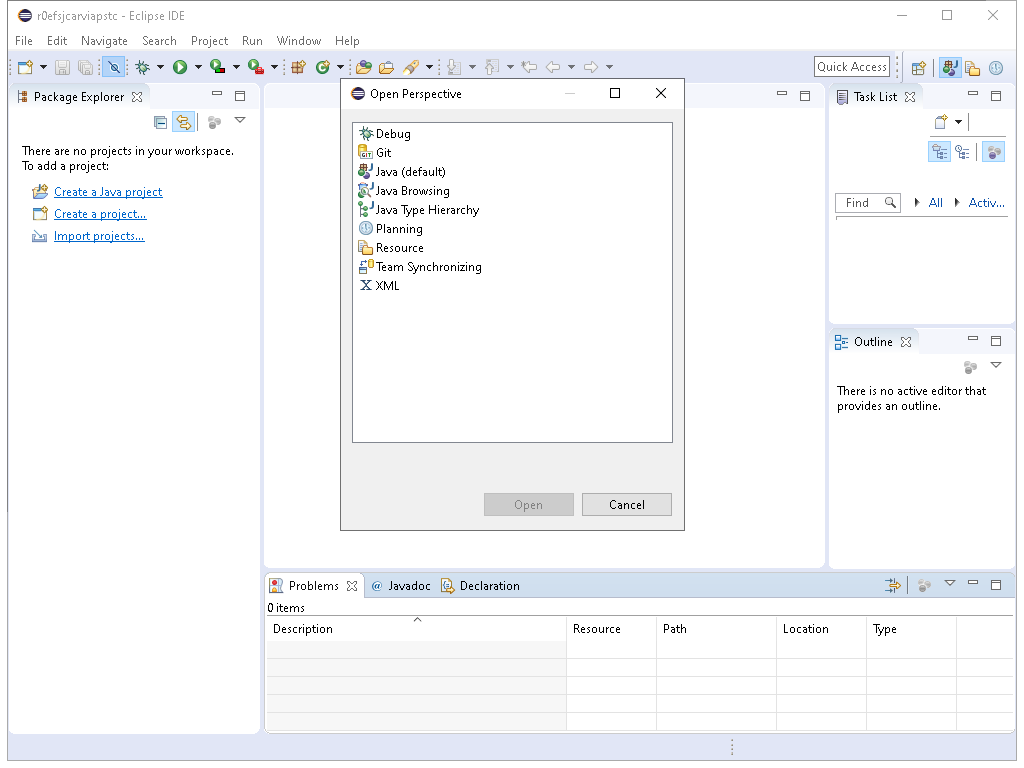 r0efsjcarviapstc - Eclipse IDE
File Edit Navigate Search Project Run Window Help
Quick Access
Package Explorer
There are no projects in your workspace.
To add a project:
Create a Java project
Create a project...
Import projects...
Open Perspective
Debug
GIT Git
Java (default)
Java Browsing
Java Type Hierarchy
Planning
Resource
Team Synchronizing
X XML
Open Cancel
Task List
Find All Activ...
Outline
There is no active editor that
provides an outline.
Problems @ Javadoc Declaration
0 items
Description Resource Path Location Type